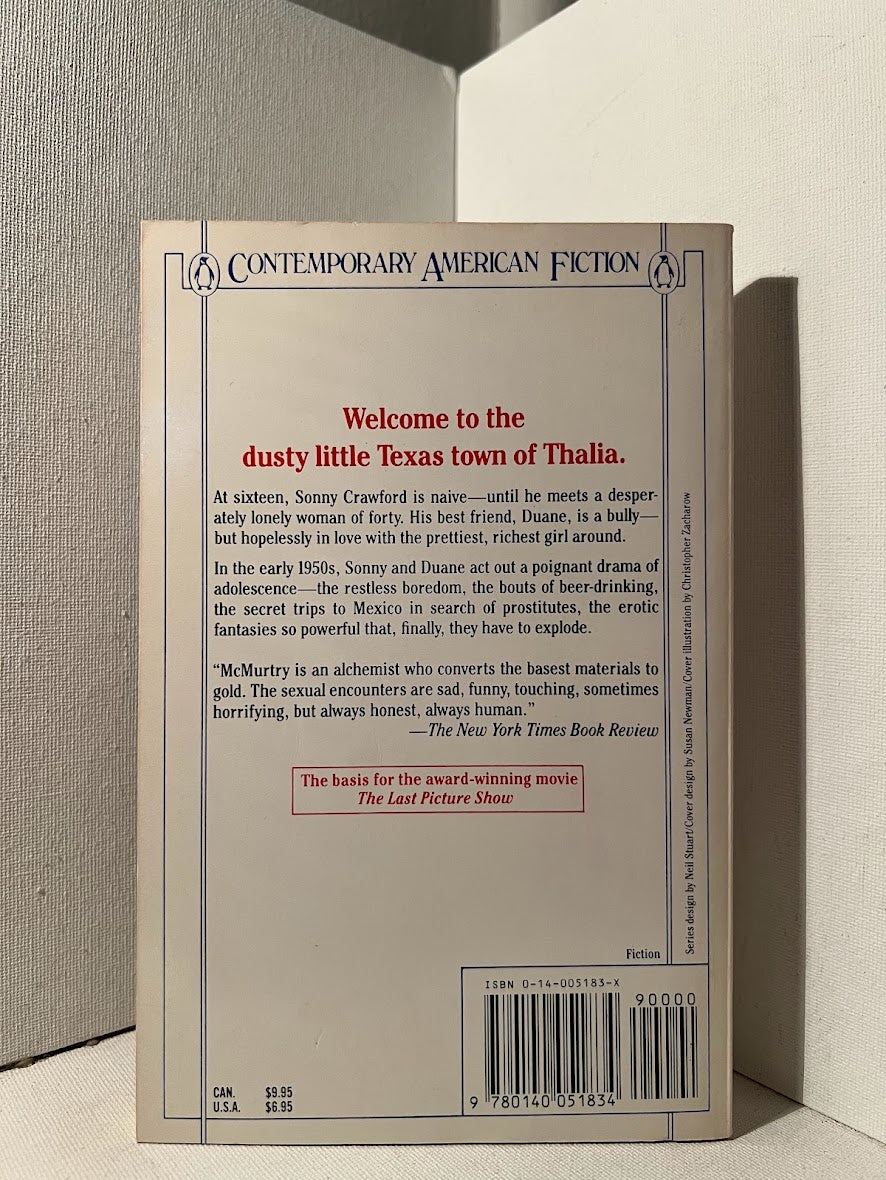 CONTEMPORARY AMERICAN FICTION
Welcome to the
dusty little Texas town of Thalia.
At sixteen, Sonny Crawford is naive—until he meets a desper-
ately lonely woman of forty. His best friend, Duane, is a bully—
but hopelessly in love with the prettiest, richest girl around.
In the early 1950s, Sonny and Duane act out a poignant drama of
adolescence—the restless boredom, the bouts of beer-drinking,
the secret trips to Mexico in search of prostitutes, the erotic
fantasies so powerful that, finally, they have to explode.
“McMurtry is an alchemist who converts the basest materials to
gold. The sexual encounters are sad, funny, touching, sometimes
horrifying, but always honest, always human.”
—The New York Times Book Review
The basis for the award-winning movie
The Last Picture Show
Series design by Neil Stuart/Cover design by Susan Newman/Cover illustration by Christopher Zacharow
Fiction
ISBN 0-14-005183-X
90000
9 780140 051834
CAN. $9.95
U.S.A. $6.95